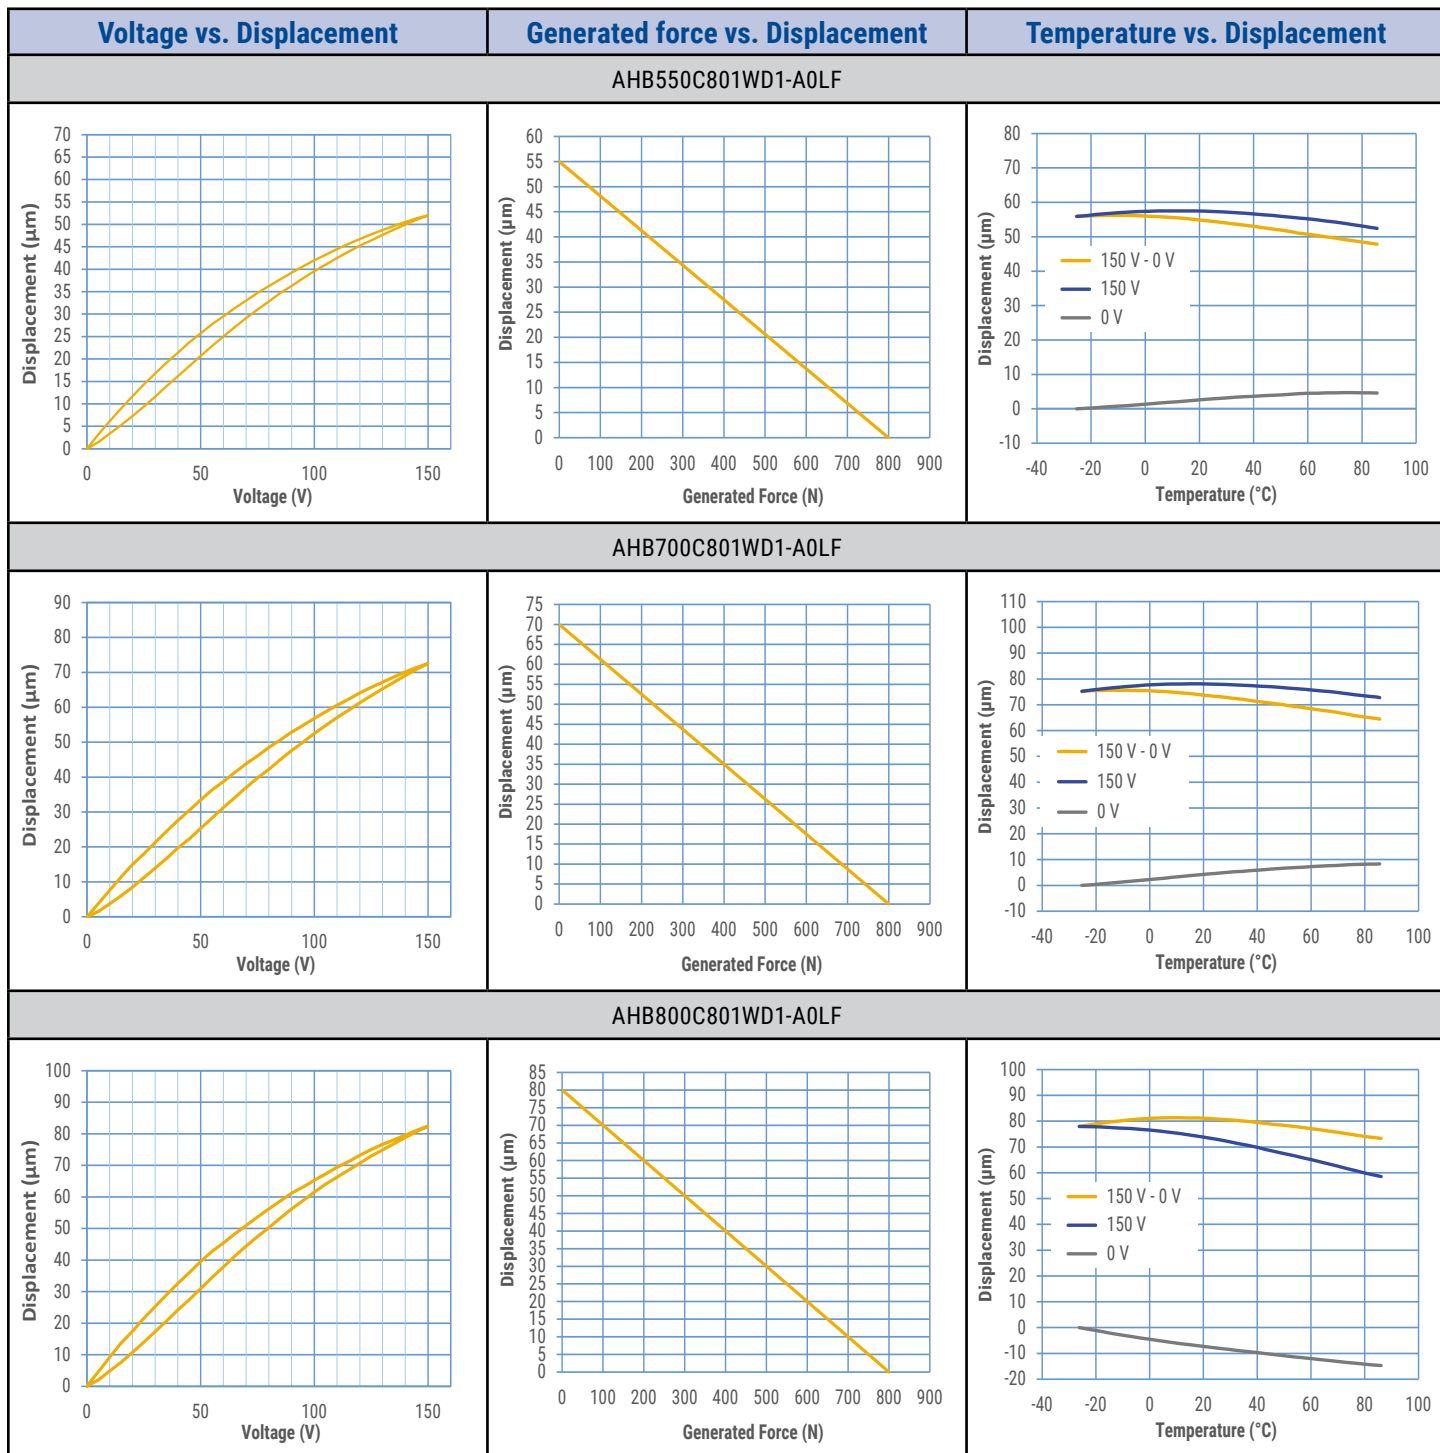 Voltage vs. Displacement
Generated force vs. Displacement
Temperature vs. Displacement
AHB550C801WD1-A0LF
Displacement (μm)
70
65
60
55
50
45
40
35
30
25
20
15
10
5
0
0 50 100 150
Voltage (V)
Displacement (μm)
60
55
50
45
40
35
30
25
20
15
10
5
0
0 100 200 300 400 500 600 700 800 900
Generated Force (N)
Displacement (μm)
80
70
60
50
40
30
20
10
0
-10
150 V - 0 V
150 V
0 V
-40 -20 0 20 40 60 80 100
Temperature (°C)
AHB700C801WD1-A0LF
Displacement (μm)
90
80
70
60
50
40
30
20
10
0
0 50 100 150
Voltage (V)
Displacement (μm)
75
70
65
60
55
50
45
40
35
30
25
20
15
10
5
0
0 100 200 300 400 500 600 700 800 900
Generated Force (N)
Displacement (μm)
110
100
90
80
70
60
50
40
30
20
10
0
-10
150 V - 0 V
150 V
0 V
-40 -20 0 20 40 60 80 100
Temperature (°C)
AHB800C801WD1-A0LF
Displacement (μm)
100
90
80
70
60
50
40
30
20
10
0
0 50 100 150
Voltage (V)
Displacement (μm)
85
80
75
70
65
60
55
50
45
40
35
30
25
20
15
10
5
0
0 100 200 300 400 500 600 700 800 900
Generated Force (N)
Displacement (μm)
100
90
80
70
60
50
40
30
20
10
0
-10
-20
150 V - 0 V
150 V
0 V
-40 -20 0 20 40 60 80 100
Temperature (°C)